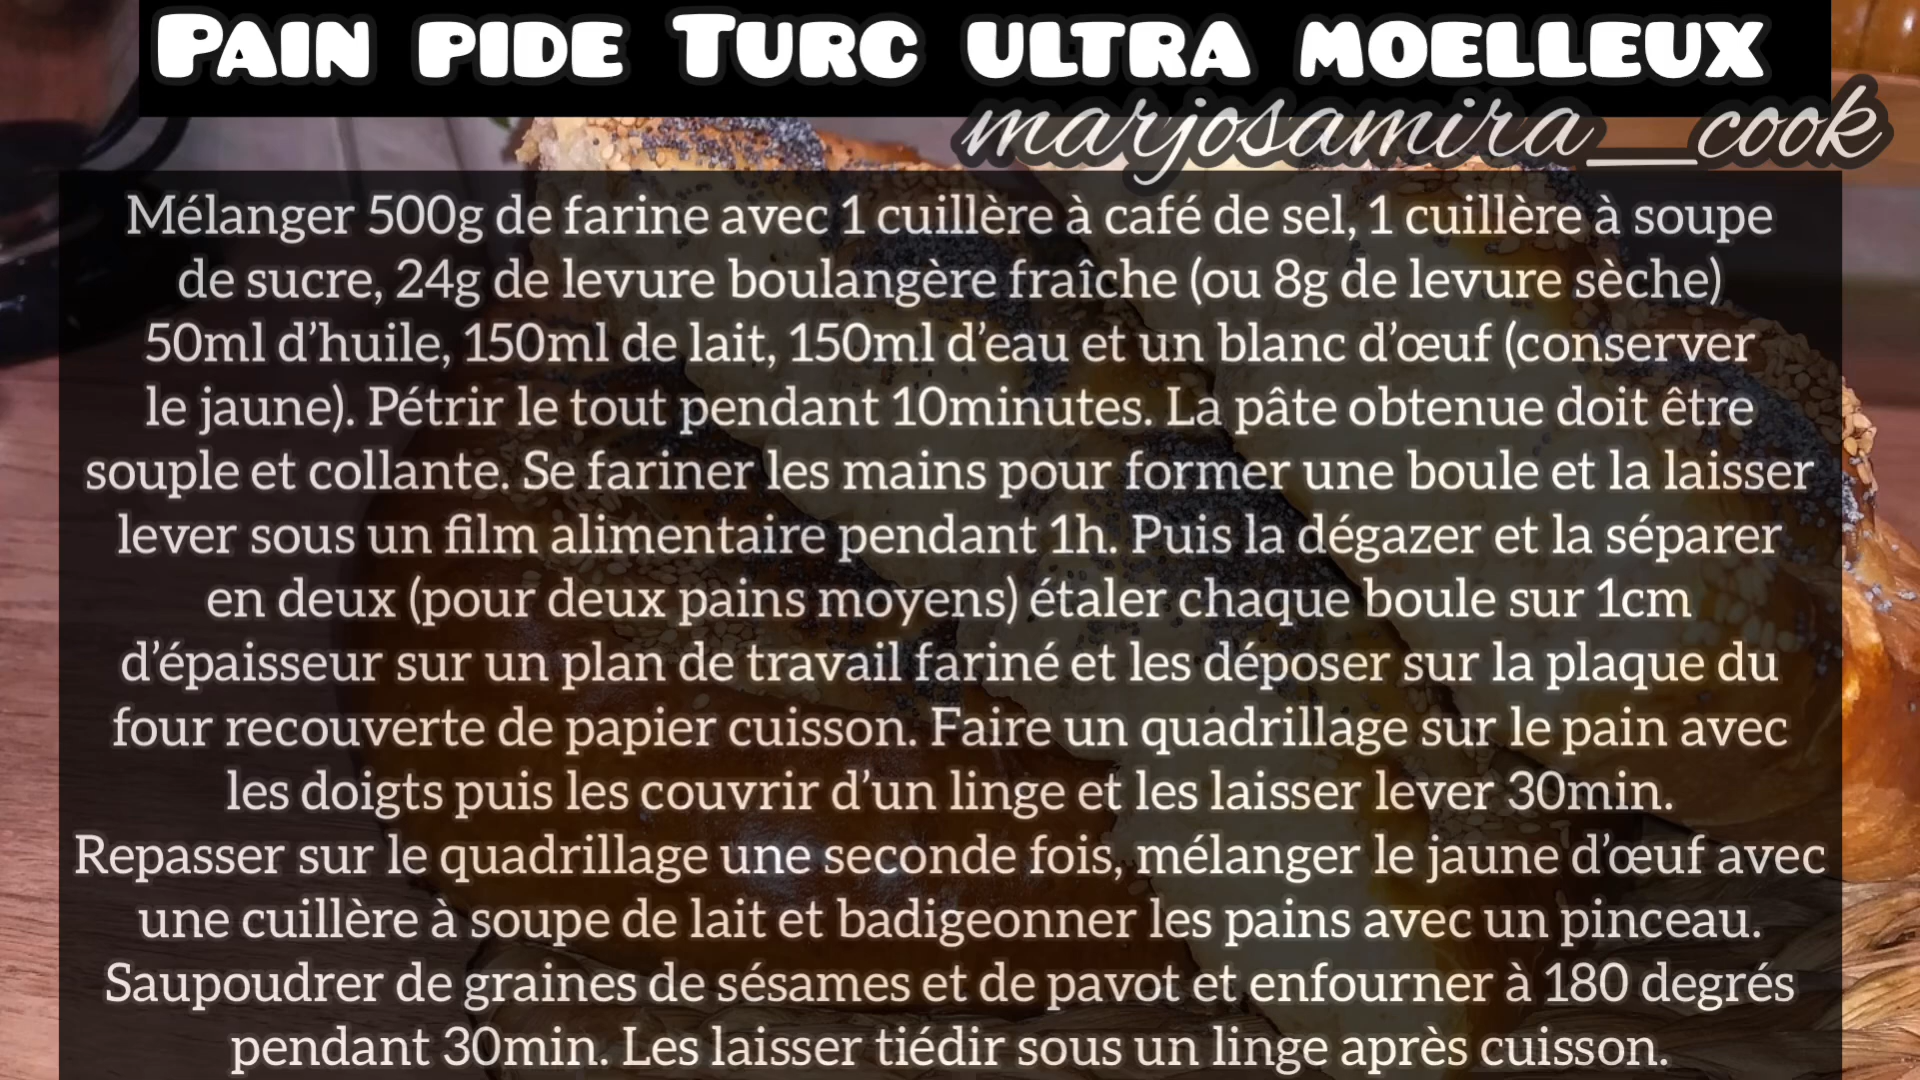 Pain pide Turc ultra moelleux
marjosamira__cook
Mélanger 500g de farine avec 1 cuillère à café de sel, 1 cuillère à soupe
de sucre, 24g de levure boulangère fraîche (ou 8g de levure sèche)
50ml d’huile, 150ml de lait, 150ml d’eau et un blanc d’œuf (conserver
le jaune). Pétrir le tout pendant 10minutes. La pâte obtenue doit être
souple et collante. Se fariner les mains pour former une boule et la laisser
lever sous un film alimentaire pendant 1h. Puis la dégazer et la séparer
en deux (pour deux pains moyens) étaler chaque boule sur 1cm
d’épaisseur sur un plan de travail fariné et les déposer sur la plaque du
four recouverte de papier cuisson. Faire un quadrillage sur le pain avec
les doigts puis les couvrir d’un linge et les laisser lever 30min.
Repasser sur le quadrillage une seconde fois, mélanger le jaune d’œuf avec
une cuillère à soupe de lait et badigeonner les pains avec un pinceau.
Saupoudrer de graines de sésames et de pavot et enfourner à 180 degrés
pendant 30min. Les laisser tiédir sous un linge après cuisson.